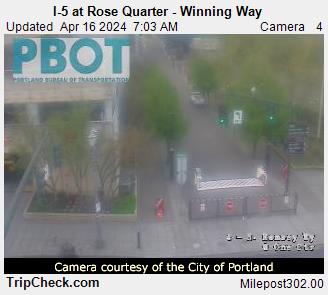 I-5 at Rose Quarter - Winning Way
Updated Apr 16 2024 7:03 AM Camera 4
PBOT
PORTLAND BUREAU OF TRANSPORTATION
Camera courtesy of the City of Portland
TripCheck.com Milepost302.00